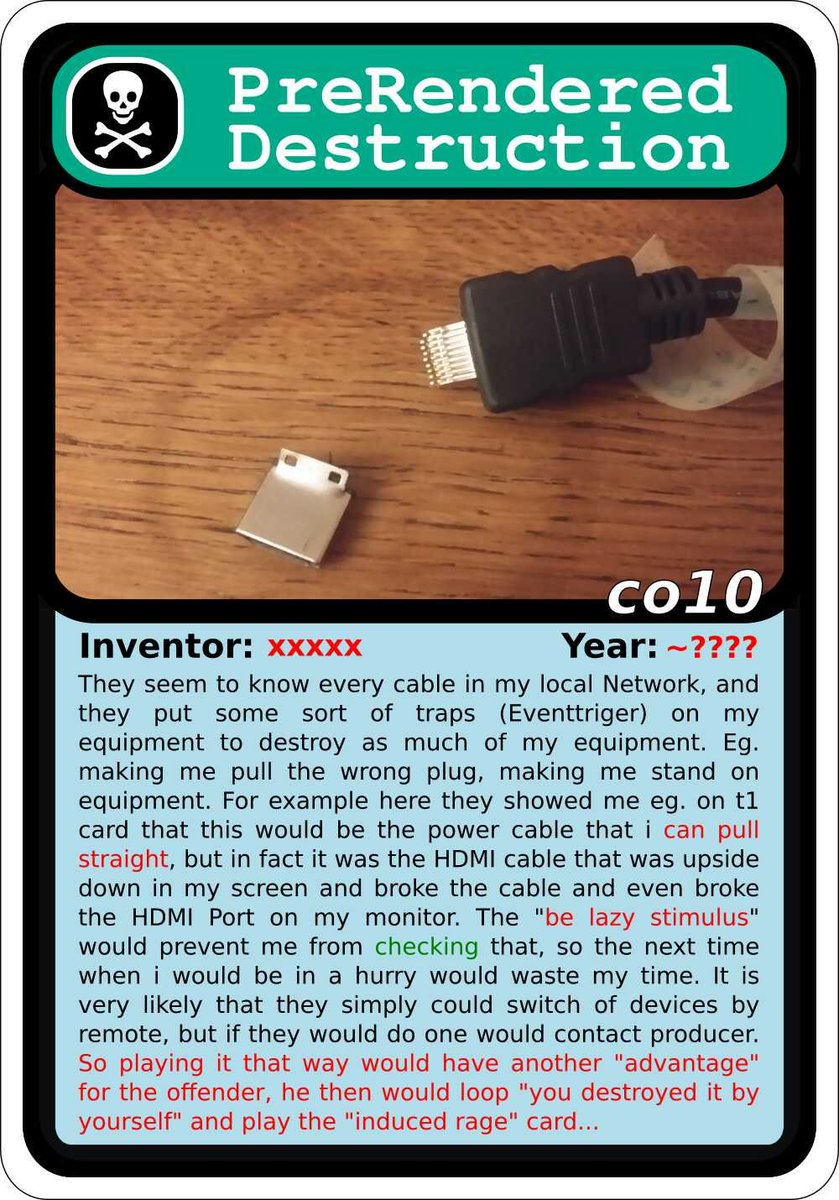 PreRendered
Destruction
co10
Inventor: xxxxx Year: ~????
They seem to know every cable in my local Network, and
they put some sort of traps (Eventtriger) on my
equipment to destroy as much of my equipment. Eg.
making me pull the wrong plug, making me stand on
equipment. For example here they showed me eg. on t1
card that this would be the power cable that i can pull
straight, but in fact it was the HDMI cable that was upside
down in my screen and broke the cable and even broke
the HDMI Port on my monitor. The "be lazy stimulus"
would prevent me from checking that, so the next time
when i would be in a hurry would waste my time. It is
very likely that they simply could switch of devices by
remote, but if they would do one would contact producer.
So playing it that way would have another "advantage"
for the offender, he then would loop "you destroyed it by
yourself" and play the "induced rage" card...